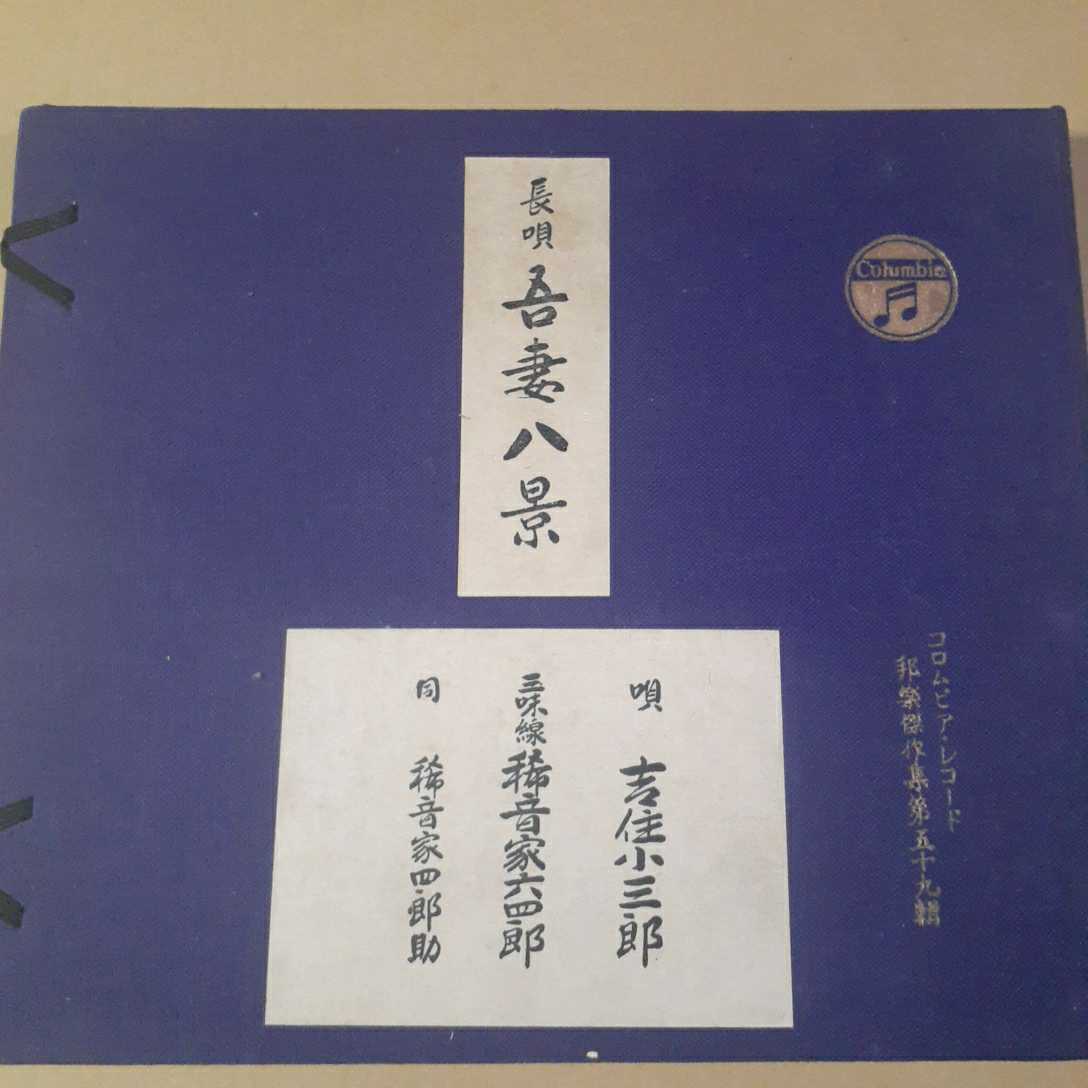 長唄 吾妻八景
Columbia
コロムビア・レコード
邦楽傑作集第五十九輯
唄 吉住小三郎
三味線 稀音家六四郎
同 稀音家四郎助